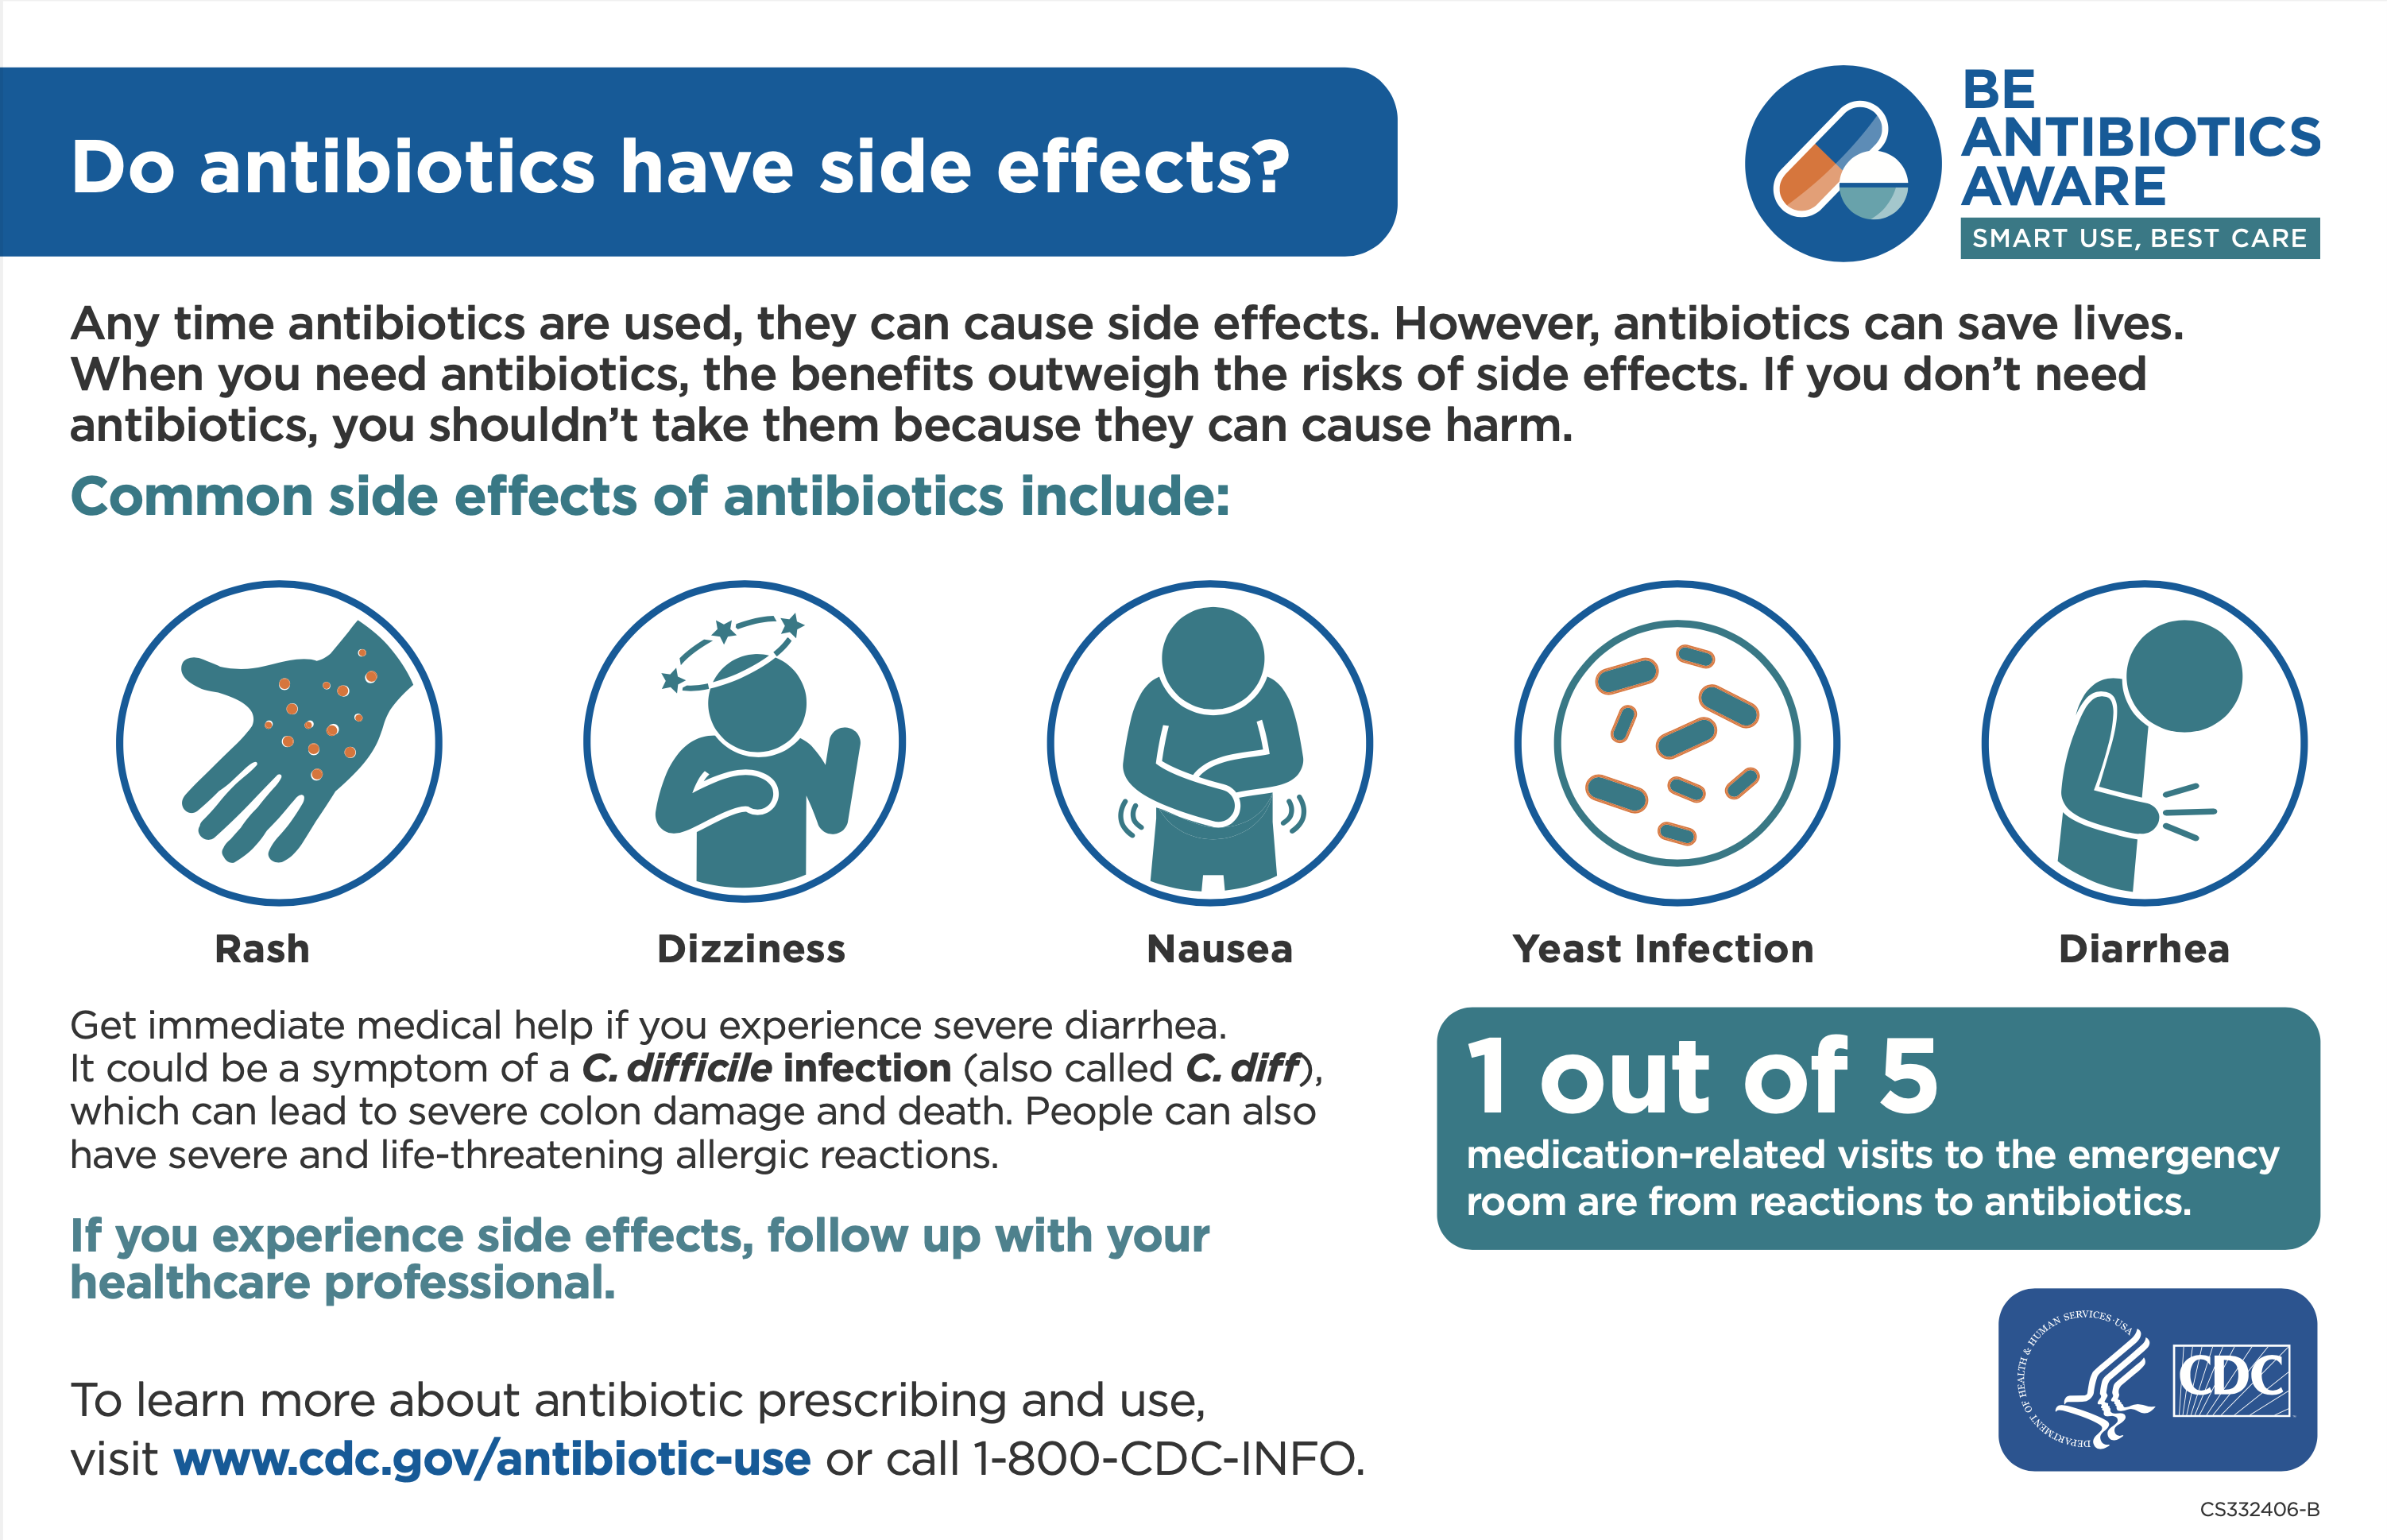 Do antibiotics have side effects?
BE
ANTIBIOTICS
AWARE
SMART USE, BEST CARE
Any time antibiotics are used, they can cause side effects. However, antibiotics can save lives.
When you need antibiotics, the benefits outweigh the risks of side effects. If you don’t need
antibiotics, you shouldn’t take them because they can cause harm.
Common side effects of antibiotics include:
Rash
Dizziness
Nausea
Yeast Infection
Diarrhea
Get immediate medical help if you experience severe diarrhea.
It could be a symptom of a C. difficile infection (also called C. diff),
which can lead to severe colon damage and death. People can also
have severe and life-threatening allergic reactions.
If you experience side effects, follow up with your
healthcare professional.
1 out of 5
medication-related visits to the emergency
room are from reactions to antibiotics.
To learn more about antibiotic prescribing and use,
visit www.cdc.gov/antibiotic-use or call 1-800-CDC-INFO.
DEPARTMENT OF HEALTH & HUMAN SERVICES·USA
CDC
CS332406-B